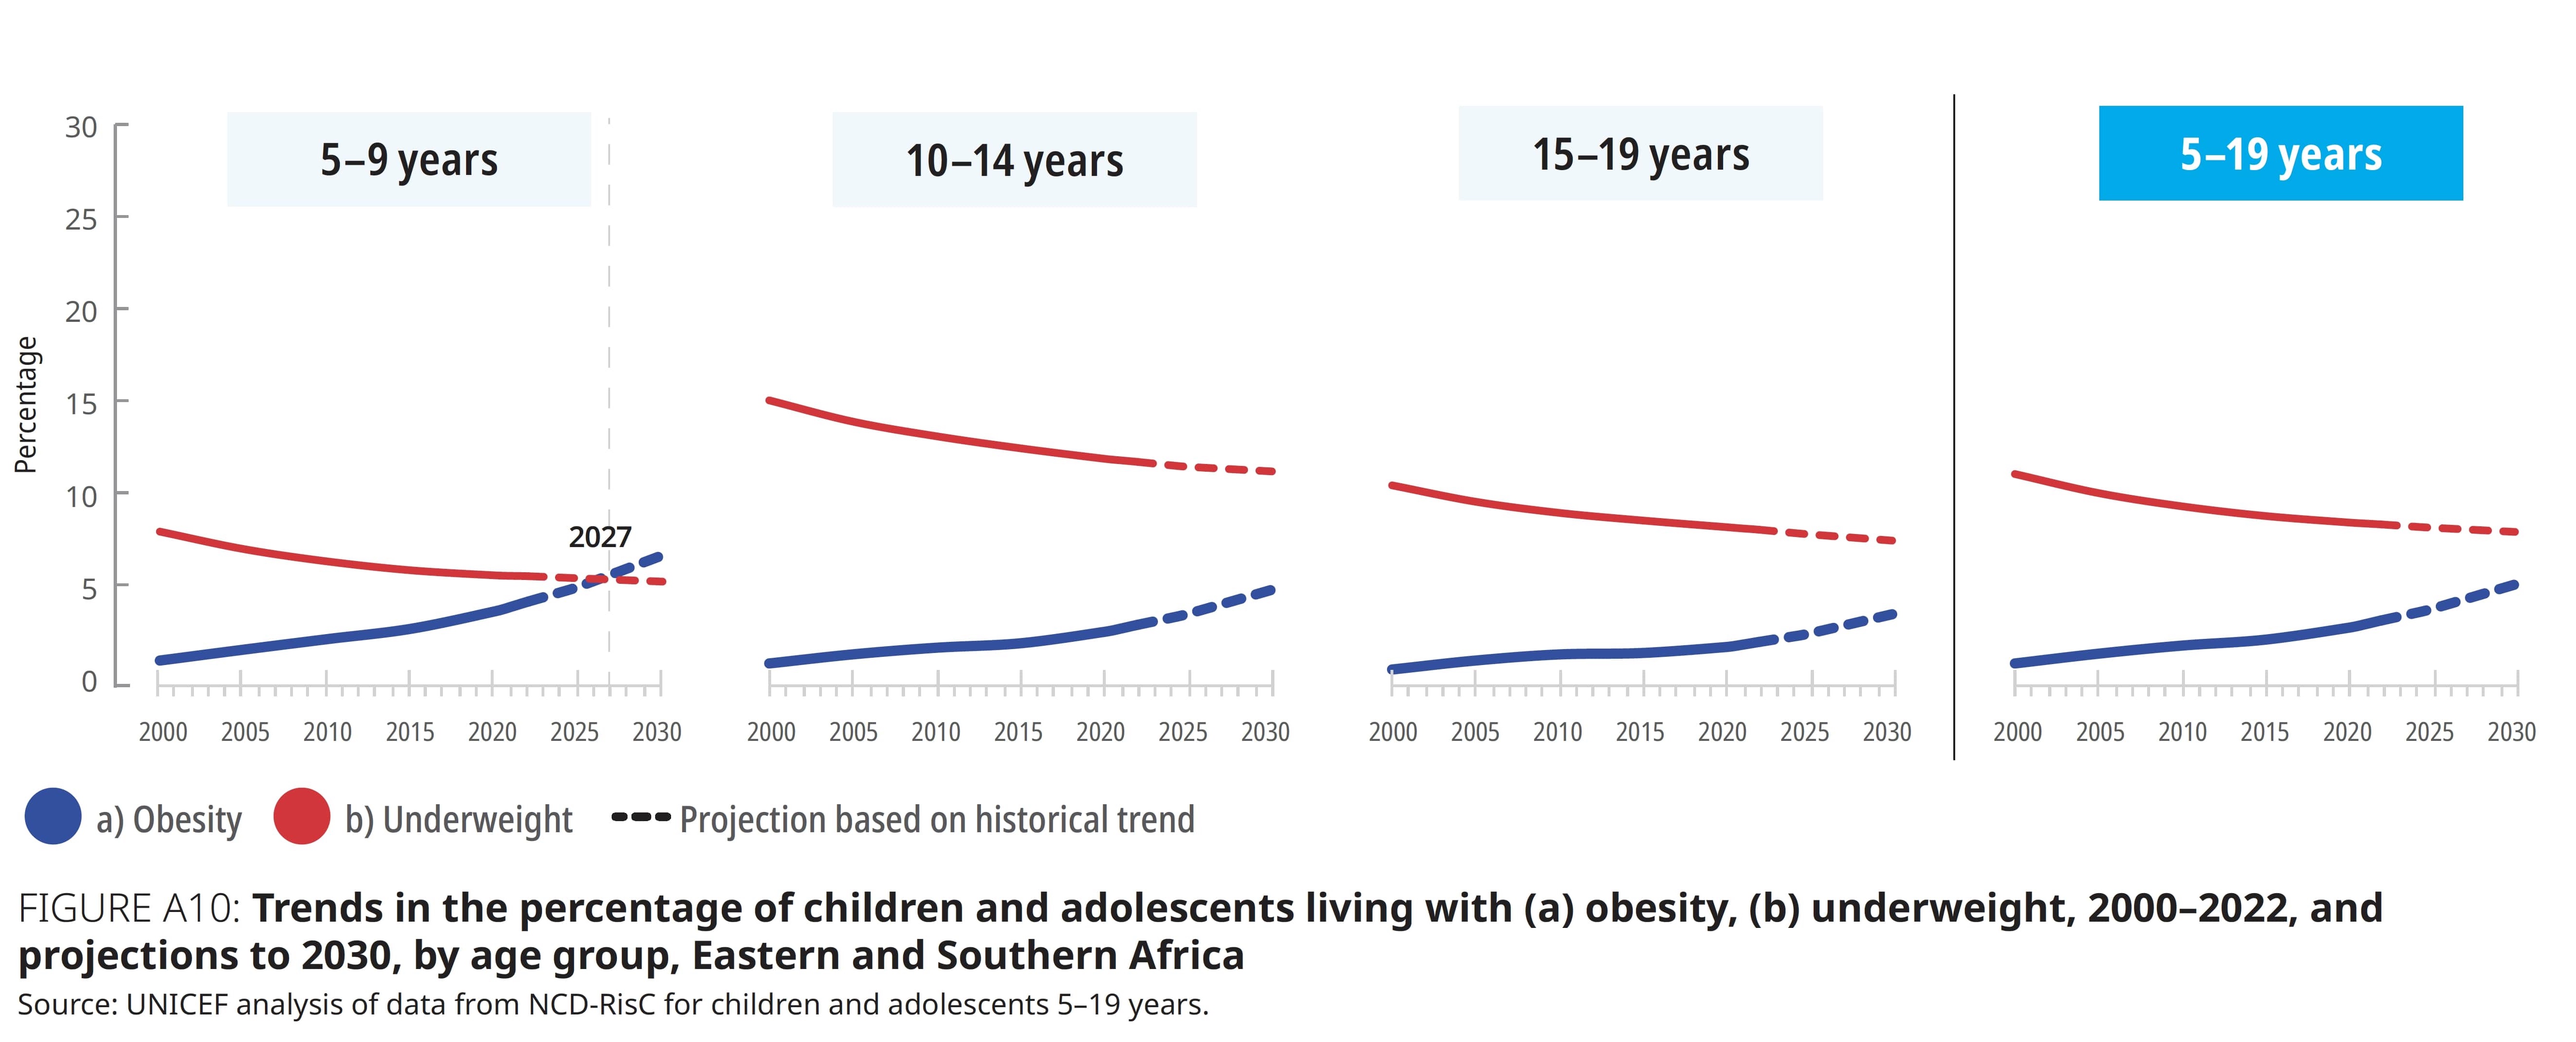 5–9 years
10–14 years
15–19 years
5–19 years
Percentage
30
25
20
15
10
5
0
2027
2000 2005 2010 2015 2020 2025 2030
2000 2005 2010 2015 2020 2025 2030
2000 2005 2010 2015 2020 2025 2030
2000 2005 2010 2015 2020 2025 2030
a) Obesity b) Underweight Projection based on historical trend
FIGURE A10: Trends in the percentage of children and adolescents living with (a) obesity, (b) underweight, 2000–2022, and
projections to 2030, by age group, Eastern and Southern Africa
Source: UNICEF analysis of data from NCD-RisC for children and adolescents 5–19 years.